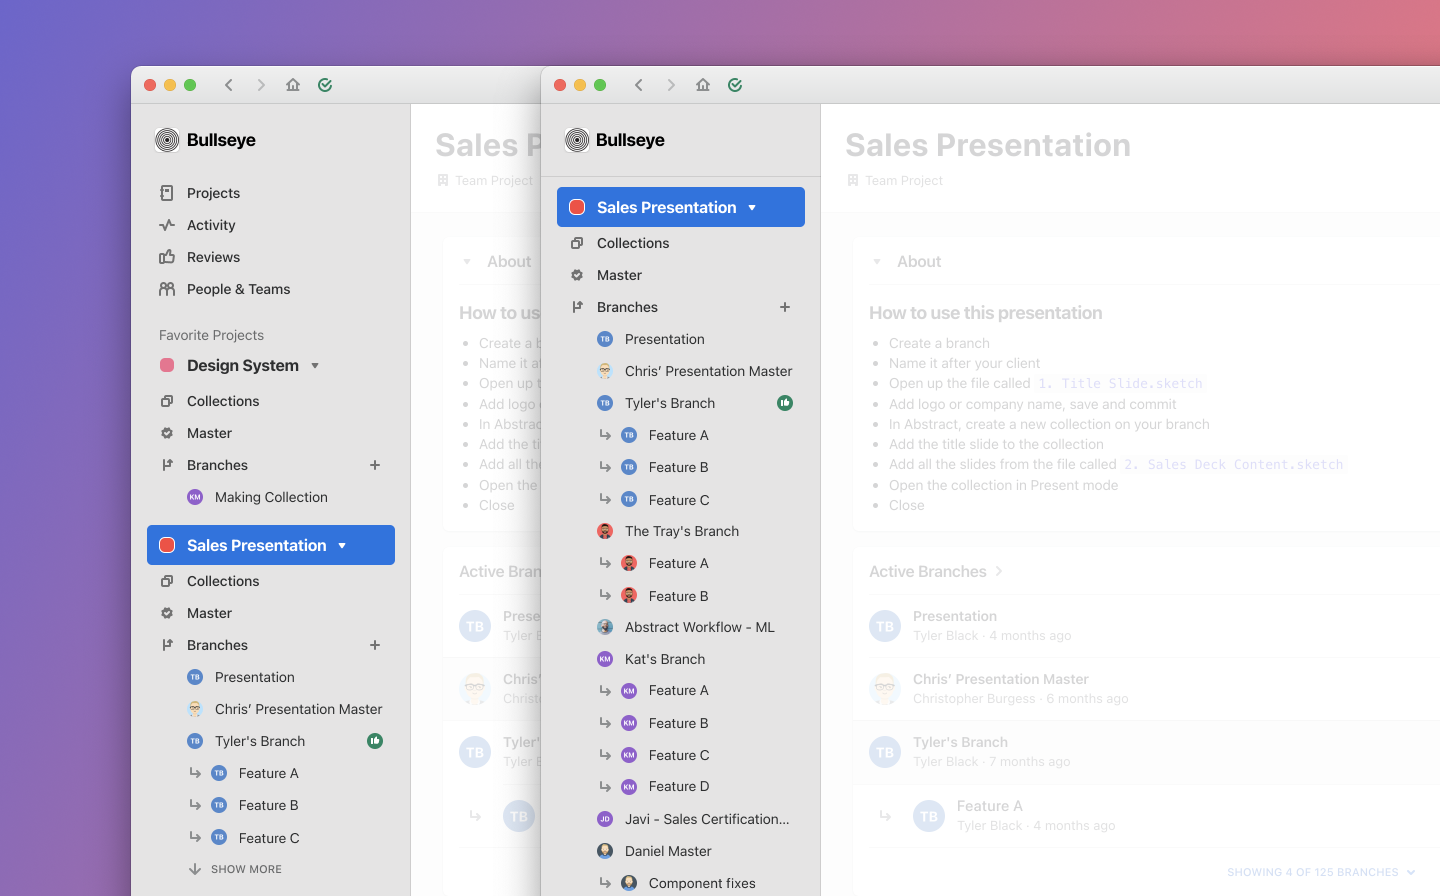 Bullseye
Projects
Activity
Reviews
People & Teams
Favorite Projects
Design System
Collections
Master
Branches
KM Making Collection
Sales Presentation
Collections
Master
Branches
TB Presentation
Chris’ Presentation Master
TB Tyler's Branch
TB Feature A
TB Feature B
TB Feature C
SHOW MORE
Sales P
Team Project
About
How to us
Create a b
Name it af
Open up t
Add logo
In Abstrac
Add the ti
Add all the
Open the
Close
Active Bran
TB Prese
Tyler B
Chris'
Christ
TB Tyler'
Tyler B
TB
Bullseye
Sales Presentation
Collections
Master
Branches
TB Presentation
Chris’ Presentation Master
TB Tyler's Branch
TB Feature A
TB Feature B
TB Feature C
The Tray's Branch
Feature A
Feature B
Abstract Workflow - ML
KM Kat's Branch
KM Feature A
KM Feature B
KM Feature C
KM Feature D
JD Javi - Sales Certification...
Daniel Master
Component fixes
Sales Presentation
Team Project
About
How to use this presentation
Create a branch
Name it after your client
Open up the file called 1. Title Slide.sketch
Add logo or company name, save and commit
In Abstract, create a new collection on your branch
Add the title slide to the collection
Add all the slides from the file called 2. Sales Deck Content.sketch
Open the collection in Present mode
Close
Active Branches
TB Presentation
Tyler Black · 4 months ago
Chris’ Presentation Master
Christopher Burgess · 6 months ago
TB Tyler's Branch
Tyler Black · 7 months ago
TB Feature A
Tyler Black · 4 months ago
SHOWING 4 OF 125 BRANCHES